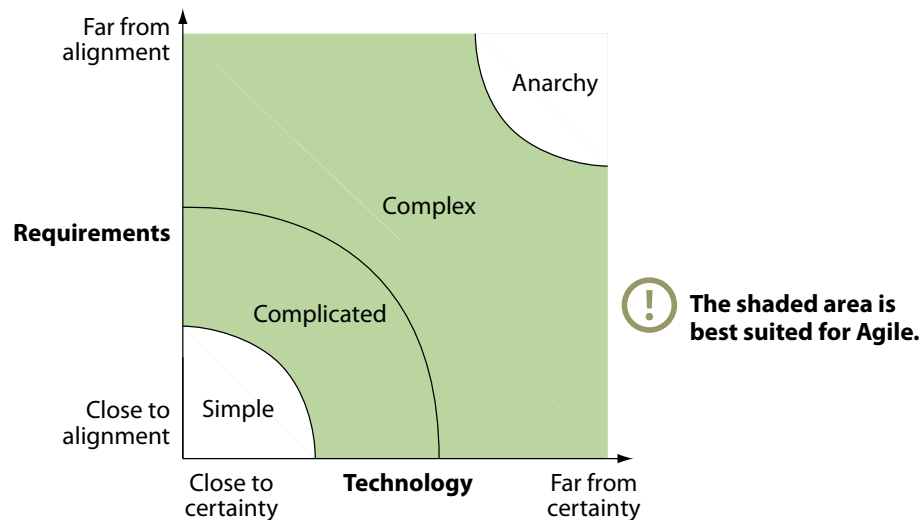 Far from
alignment
Anarchy
Complex
Requirements
Complicated
!
The shaded area is
best suited for Agile.
Simple
Close to
alignment
Close to
certainty
Technology
Far from
certainty